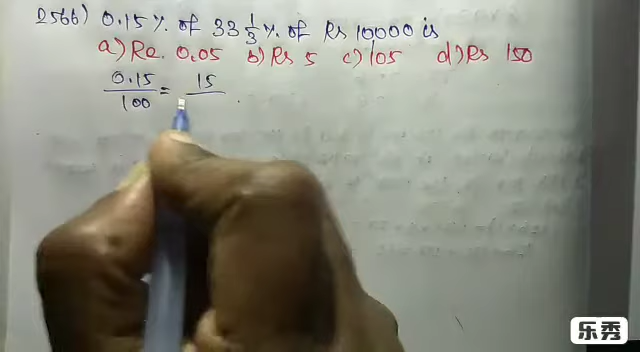 2566) 0.15%. of 33 1/3 %. of Rs 10000 is
a) Re. 0.05 b) Rs 5 c) 105 d) Rs 150
0.15/100 = 15/
乐秀